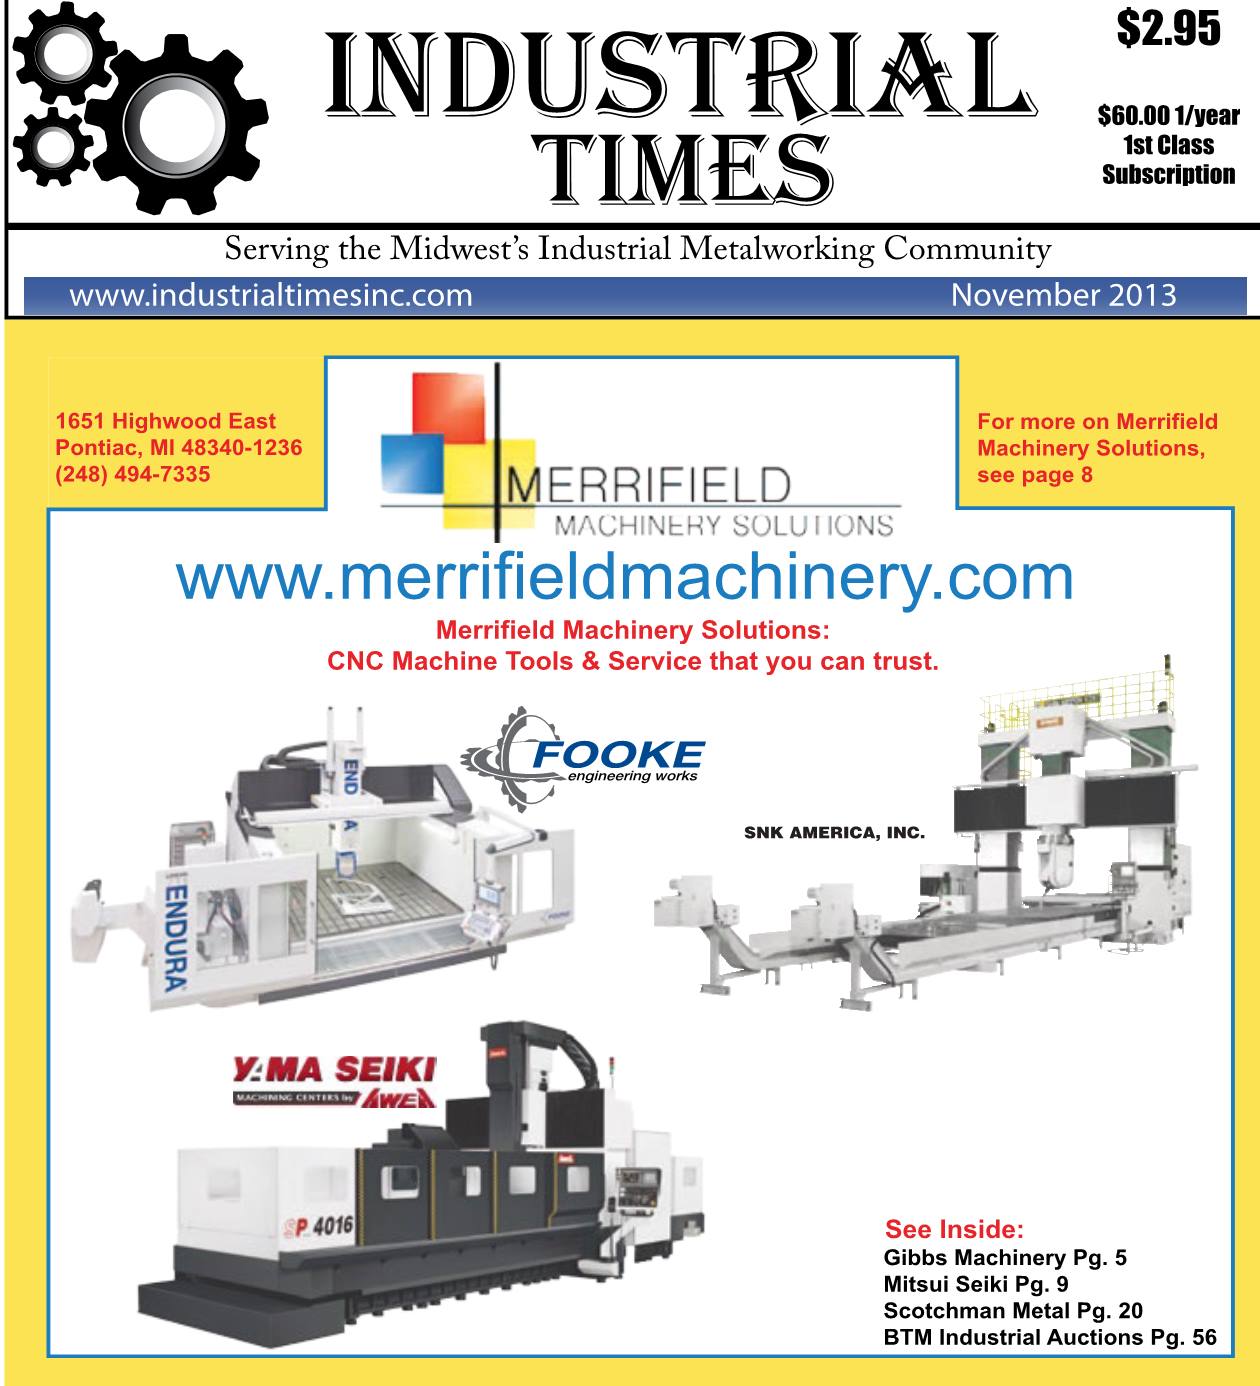 INDUSTRIAL
TIMES
$2.95
$60.00 1/year
1st Class
Subscription
Serving the Midwest's Industrial Metalworking Community
www.industrialtimesinc.com
November 2013
1651 Highwood East
Pontiac, MI 48340-1236
(248) 494-7335
MERRIFIELD
MACHINERY SOLUTIONS
For more on Merrifield
Machinery Solutions,
see page 8
www.merrifieldmachinery.com
Merrifield Machinery Solutions:
CNC Machine Tools & Service that you can trust.
FOOKE
engineering works
END A
ENDURA
FOOKE
SNK AMERICA, INC.
YAMA SEIKI
MACHINING CENTERS by AWEA
SP 4016
See Inside:
Gibbs Machinery Pg. 5
Mitsui Seiki Pg. 9
Scotchman Metal Pg. 20
BTM Industrial Auctions Pg. 56